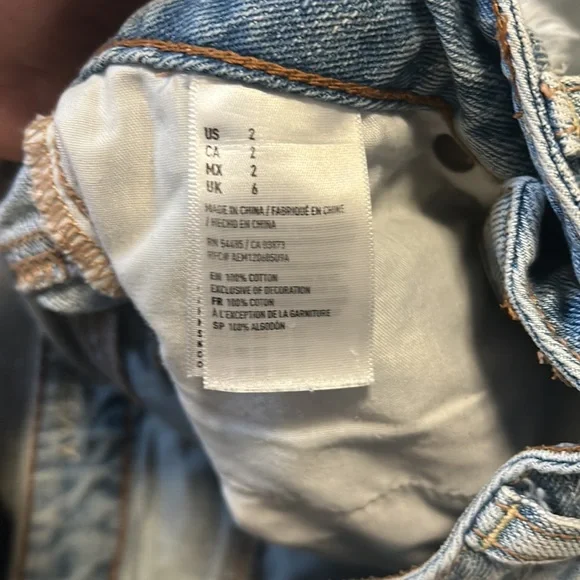 US 2
CA 2
MX 2
UK 6
MADE IN CHINA / FABRIQUÉ EN CHINE
/ HECHO EN CHINA
RN 54485 / CA 03873
EN 100% COTTON
EXCLUSIVE OF DECORATION
FR 100% COTON
À L'EXCEPTION DE LA GARNITURE
SP 100% ALGODÓN